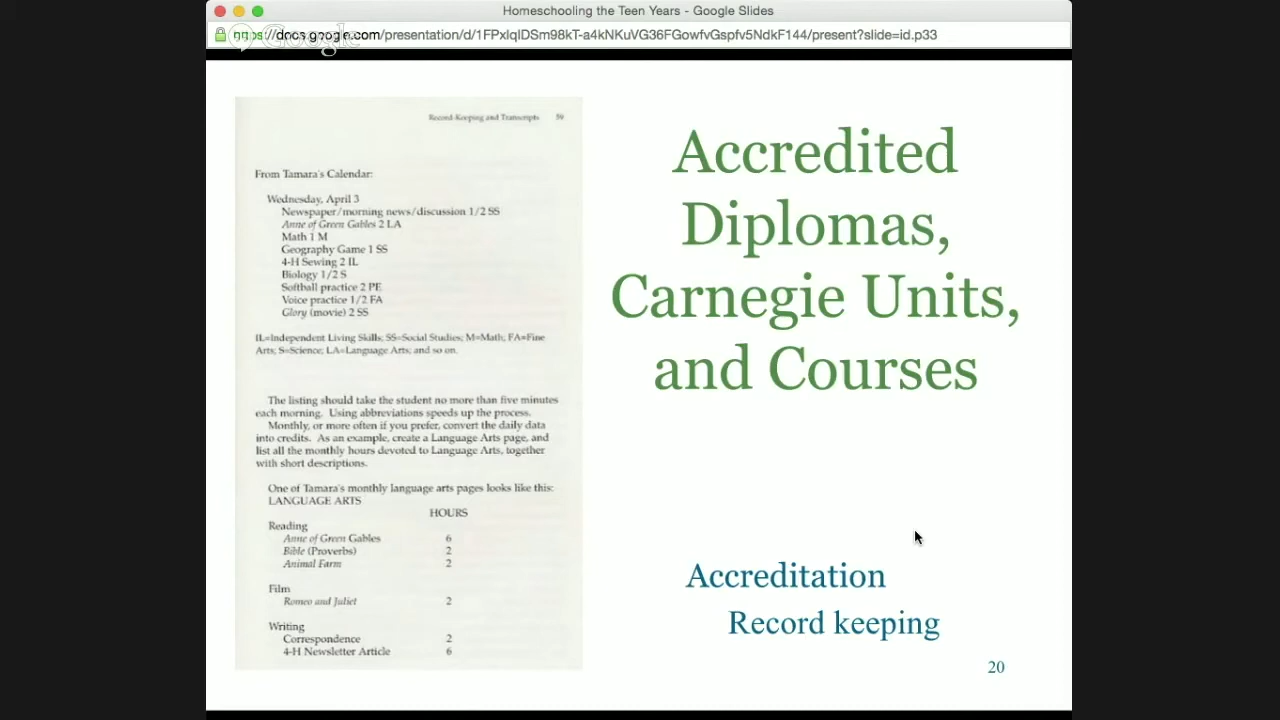 Homeschooling the Teen Years - Google Slides
https://docs.google.com/presentation/d/1FPxIqIDSm98kT-a4kNKuVG36FGowfvGspfv5NdkF144/present?slide=id.p33
Google
Record-Keeping and Transcripts 59
From Tamara's Calendar:
Wednesday, April 3
Newspaper/morning news/discussion 1/2 SS
Anne of Green Gables 2 LA
Math 1 M
Geography Game 1 SS
4-H Sewing 2 IL
Biology 1/2 S
Softball practice 2 PE
Voice practice 1/2 FA
Glory (movie) 2 SS
IL=Independent Living Skills; SS=Social Studies; M=Math; FA=Fine
Arts; S=Science; LA=Language Arts; and so on.
The listing should take the student no more than five minutes
each morning. Using abbreviations speeds up the process.
Monthly, or more often if you prefer, convert the daily data
into credits. As an example, create a Language Arts page, and
list all the monthly hours devoted to Language Arts, together
with short descriptions.
One of Tamara's monthly language arts pages looks like this:
LANGUAGE ARTS
HOURS
Reading
Anne of Green Gables 6
Bible (Proverbs) 2
Animal Farm 2
Film
Romeo and Juliet 2
Writing
Correspondence 2
4-H Newsletter Article 6
Accredited
Diplomas,
Carnegie Units,
and Courses
Accreditation
Record keeping
20